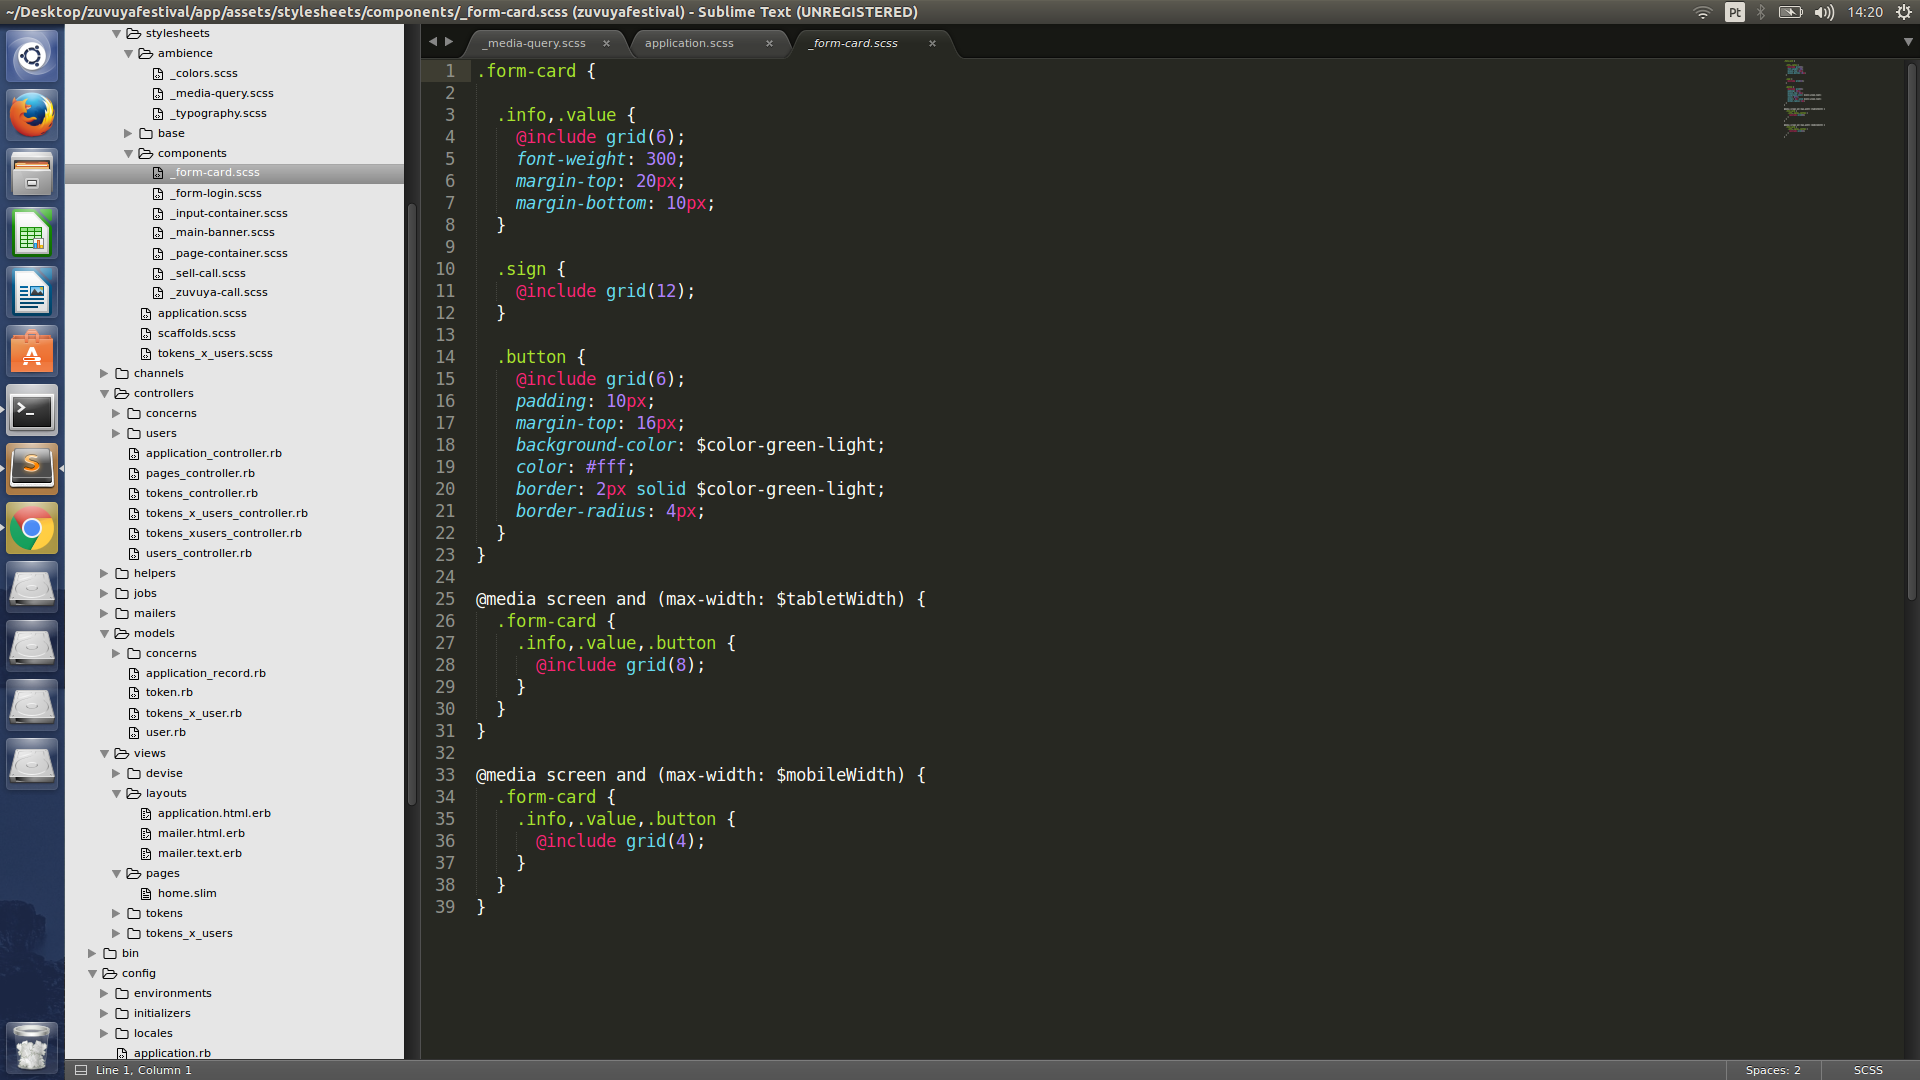 ~/Desktop/zuvuyafestival/app/assets/stylesheets/components/_form-card.scss (zuvuyafestival) - Sublime Text (UNREGISTERED)
Pt
14:20
stylesheets
ambience
_colors.scss
_media-query.scss
_typography.scss
base
components
_form-card.scss
_form-login.scss
_input-container.scss
_main-banner.scss
_page-container.scss
_sell-call.scss
_zuvuya-call.scss
application.scss
scaffolds.scss
tokens_x_users.scss
channels
controllers
concerns
users
application_controller.rb
pages_controller.rb
tokens_controller.rb
tokens_x_users_controller.rb
tokens_xusers_controller.rb
users_controller.rb
helpers
jobs
mailers
models
concerns
application_record.rb
token.rb
tokens_x_user.rb
user.rb
views
devise
layouts
application.html.erb
mailer.html.erb
mailer.text.erb
pages
home.slim
tokens
tokens_x_users
bin
config
environments
initializers
locales
application.rb
_media-query.scss ×
application.scss ×
_form-card.scss ×
1 .form-card {
2
3   .info,.value {
4     @include grid(6);
5     font-weight: 300;
6     margin-top: 20px;
7     margin-bottom: 10px;
8   }
9
10   .sign {
11     @include grid(12);
12   }
13
14   .button {
15     @include grid(6);
16     padding: 10px;
17     margin-top: 16px;
18     background-color: $color-green-light;
19     color: #fff;
20     border: 2px solid $color-green-light;
21     border-radius: 4px;
22   }
23 }
24
25 @media screen and (max-width: $tabletWidth) {
26   .form-card {
27     .info,.value,.button {
28       @include grid(8);
29     }
30   }
31 }
32
33 @media screen and (max-width: $mobileWidth) {
34   .form-card {
35     .info,.value,.button {
36       @include grid(4);
37     }
38   }
39 }
Line 1, Column 1
Spaces: 2
SCSS